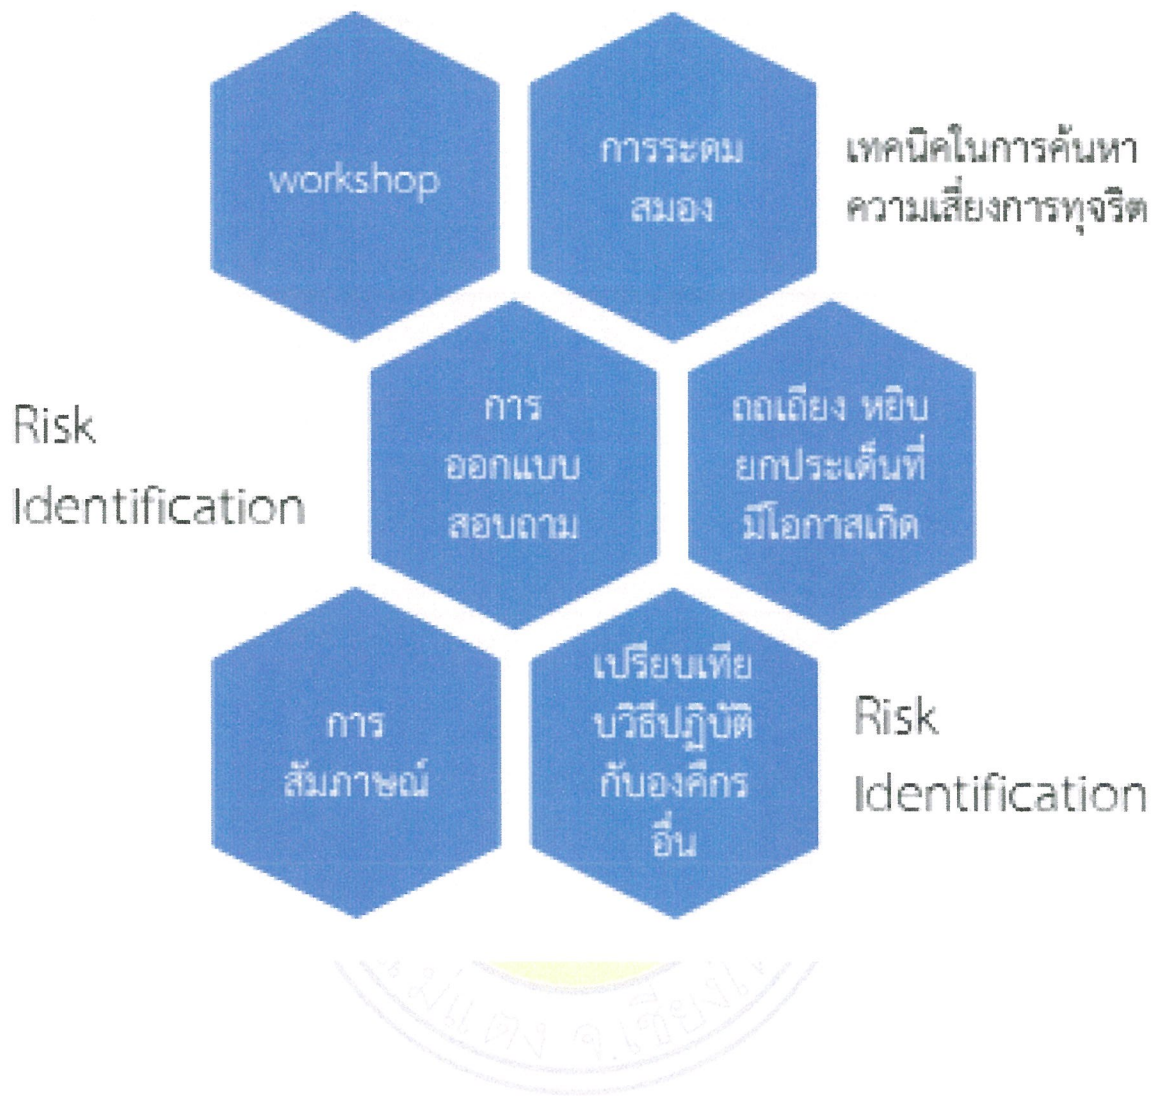 workshop
การระดม
สมอง
เทคนิคในการค้นหา
ความเสี่ยงการทุจริต
Risk
Identification
การ
ออกแบบ
สอบถาม
ถกเถียง หยิบ
ยกประเด็นที่
มีโอกาสเกิด
การ
สัมภาษณ์
เปรียบเทีย
บวิธีปฏิบัติ
กับองค์กร
อื่น
Risk
Identification